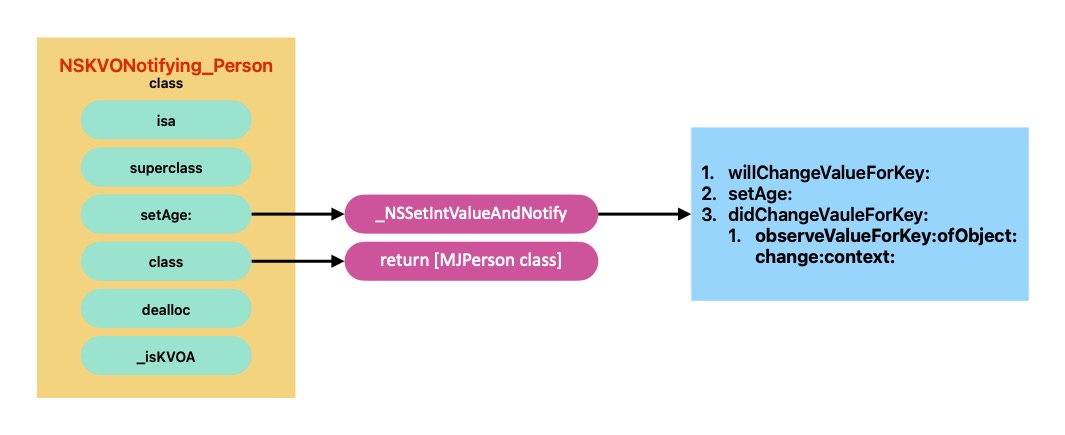 NSKVONotifying_Person
class
isa
superclass
setAge:
class
dealloc
_isKVOA
_NSSetIntValueAndNotify
return [MJPerson class]
1. willChangeValueForKey:
2. setAge:
3. didChangeVauleForKey:
1. observeValueForKey:ofObject:
change:context: